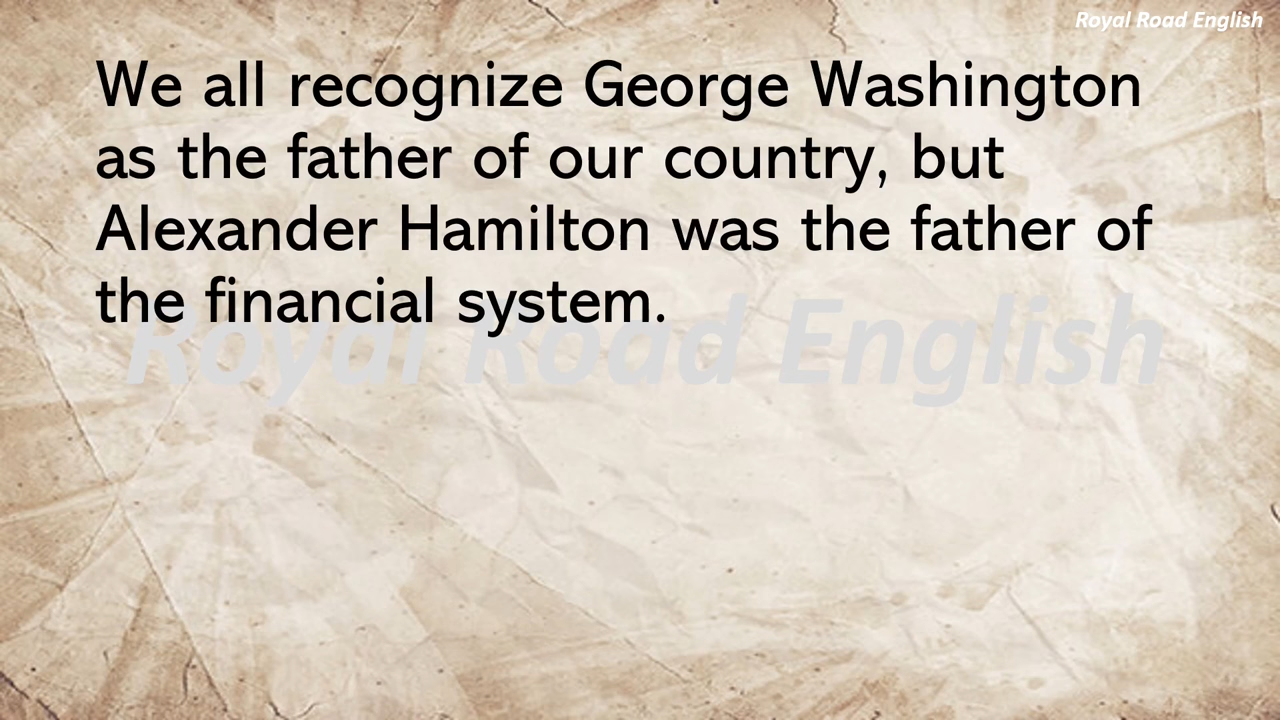 Royal Road English
We all recognize George Washington
as the father of our country, but
Alexander Hamilton was the father of
the financial system.
Royal Road English